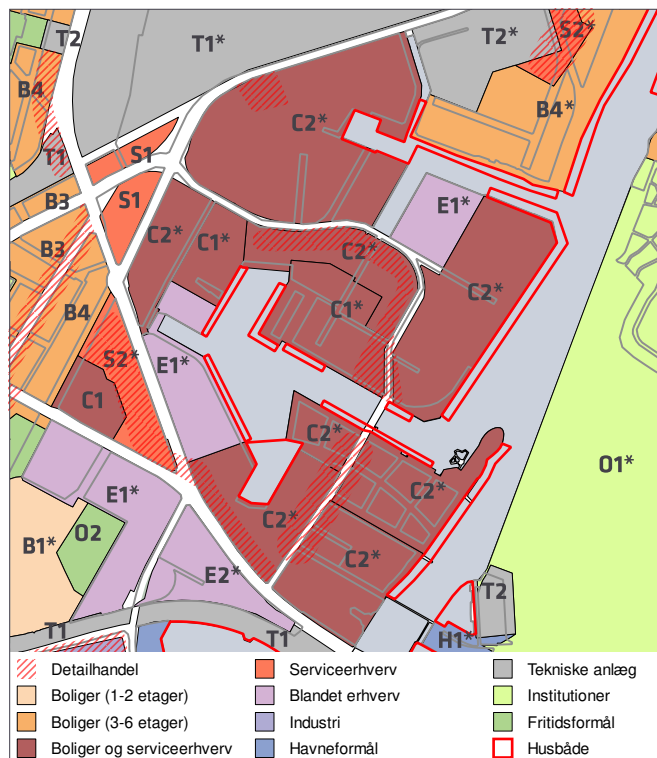 T2
T1*
T2*
S2*
B4
C2*
B4*
T1
S1
B3
S1
E1*
B3
C2*
C1*
C2*
C2*
B4
C1*
S2*
E1*
C1
C2*
O1*
E1*
C2*
O2
C2*
B1*
C2*
E2*
T2
T1
T1
H1*
Detailhandel
Serviceerhverv
Tekniske anlæg
Boliger (1-2 etager)
Blandet erhverv
Institutioner
Boliger (3-6 etager)
Industri
Fritidsformål
Boliger og serviceerhverv
Havneformål
Husbåde